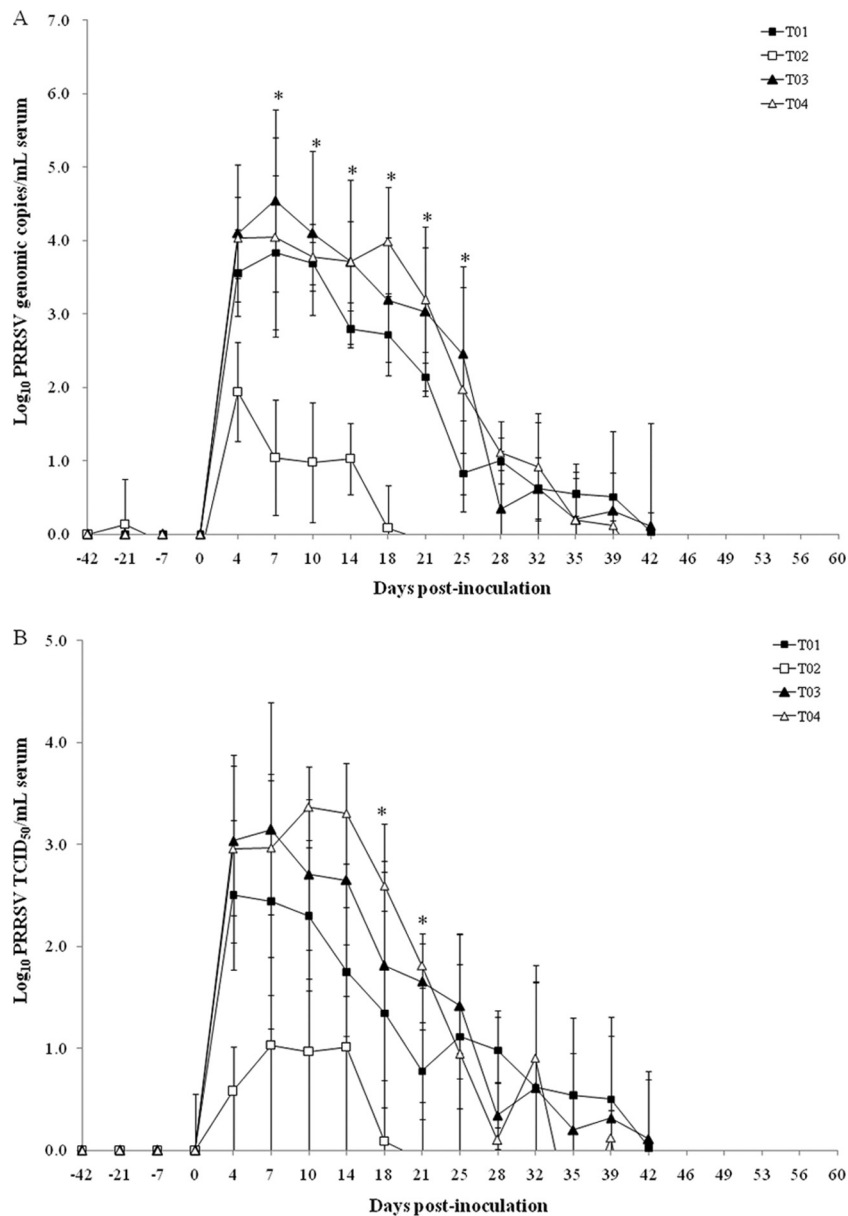 A
7.0
6.0
5.0
4.0
3.0
2.0
1.0
0.0
Log10 PRRSV genomic copies/mL serum
T01
T02
T03
T04
* * * * * *
-42 -21 -7 0 4 7 10 14 18 21 25 28 32 35 39 42 46 49 53 56 60
Days post-inoculation
B
5.0
4.0
3.0
2.0
1.0
0.0
Log10 PRRSV TCID50/mL serum
T01
T02
T03
T04
* *
-42 -21 -7 0 4 7 10 14 18 21 25 28 32 35 39 42 46 49 53 56 60
Days post-inoculation